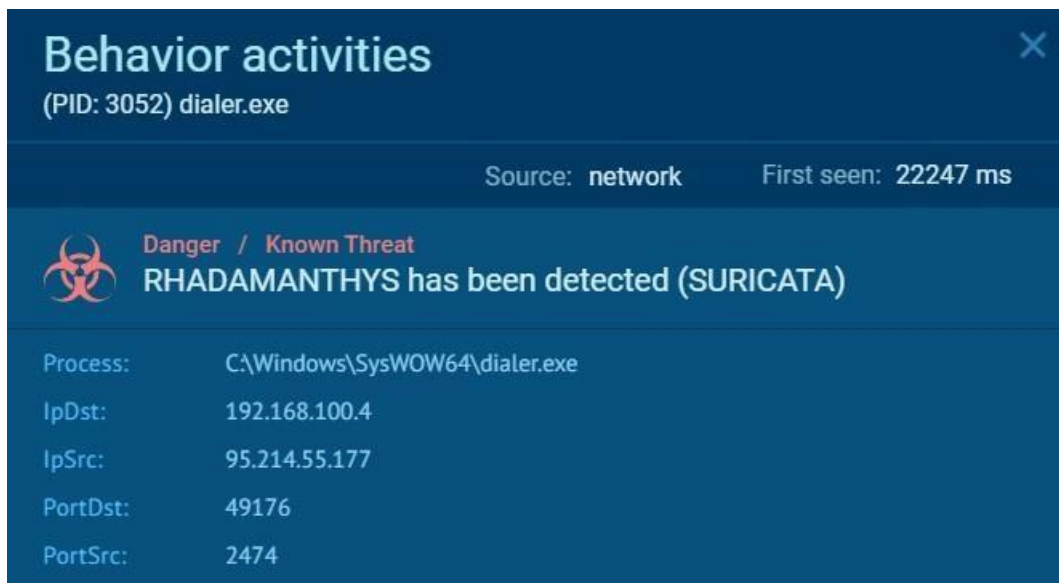 Behavior activities
(PID: 3052) dialer.exe
Source: network First seen: 22247 ms
Danger / Known Threat
RHADAMANTHYS has been detected (SURICATA)
Process: C:\Windows\SysWOW64\dialer.exe
IpDst: 192.168.100.4
IpSrc: 95.214.55.177
PortDst: 49176
PortSrc: 2474